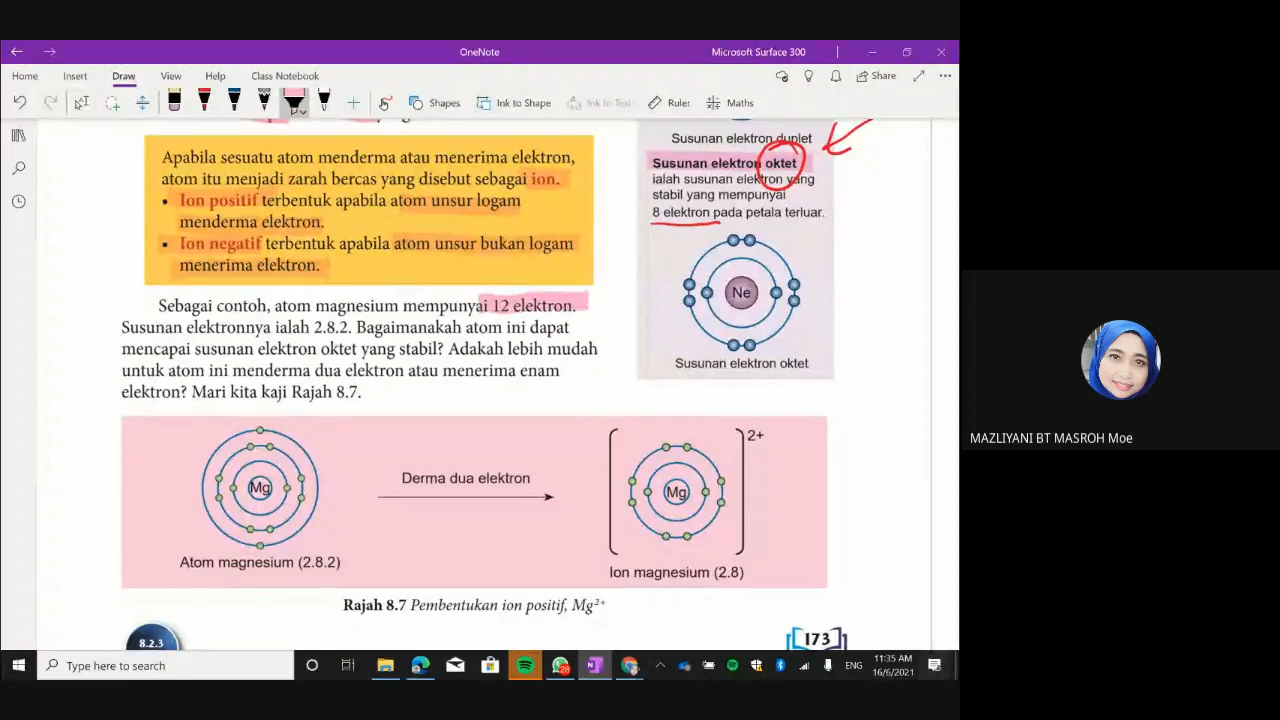 OneNote
Microsoft Surface 300
Home Insert Draw View Help Class Notebook
Share
Shapes Ink to Shape Ink to Text Ruler Maths
Susunan elektron duplet
Susunan elektron oktet
ialah susunan elektron yang
stabil yang mempunyai
8 elektron pada petala terluar.
Ne
Susunan elektron oktet
Apabila sesuatu atom menderma atau menerima elektron,
atom itu menjadi zarah bercas yang disebut sebagai ion.
• Ion positif terbentuk apabila atom unsur logam
menderma elektron.
• Ion negatif terbentuk apabila atom unsur bukan logam
menerima elektron.
Sebagai contoh, atom magnesium mempunyai 12 elektron.
Susunan elektronnya ialah 2.8.2. Bagaimanakah atom ini dapat
mencapai susunan elektron oktet yang stabil? Adakah lebih mudah
untuk atom ini menderma dua elektron atau menerima enam
elektron? Mari kita kaji Rajah 8.7.
Mg
Atom magnesium (2.8.2)
Derma dua elektron
2+
Mg
Ion magnesium (2.8)
Rajah 8.7 Pembentukan ion positif, Mg²⁺
8.2.3
173
MAZLIYANI BT MASROH Moe
Type here to search
28
ENG
11:35 AM
16/6/2021